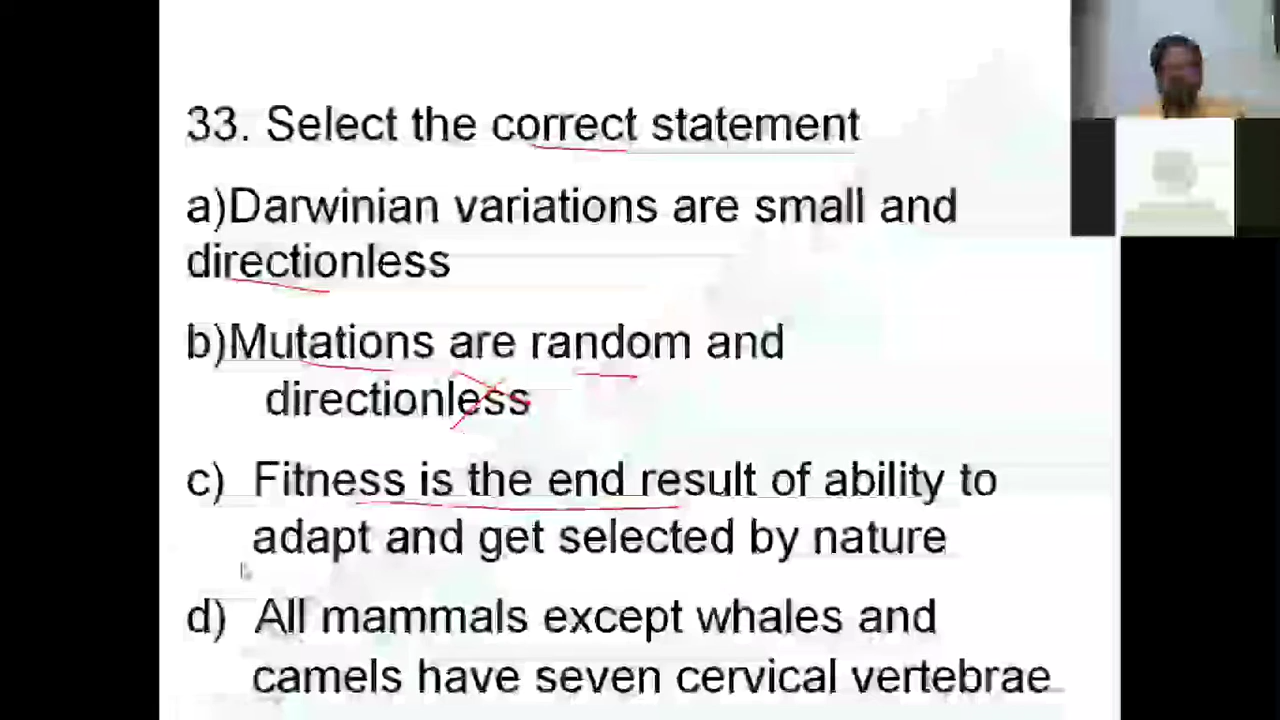 33. Select the correct statement
a)Darwinian variations are small and
directionless
b)Mutations are random and
directionless
c) Fitness is the end result of ability to
adapt and get selected by nature
d) All mammals except whales and
camels have seven cervical vertebrae